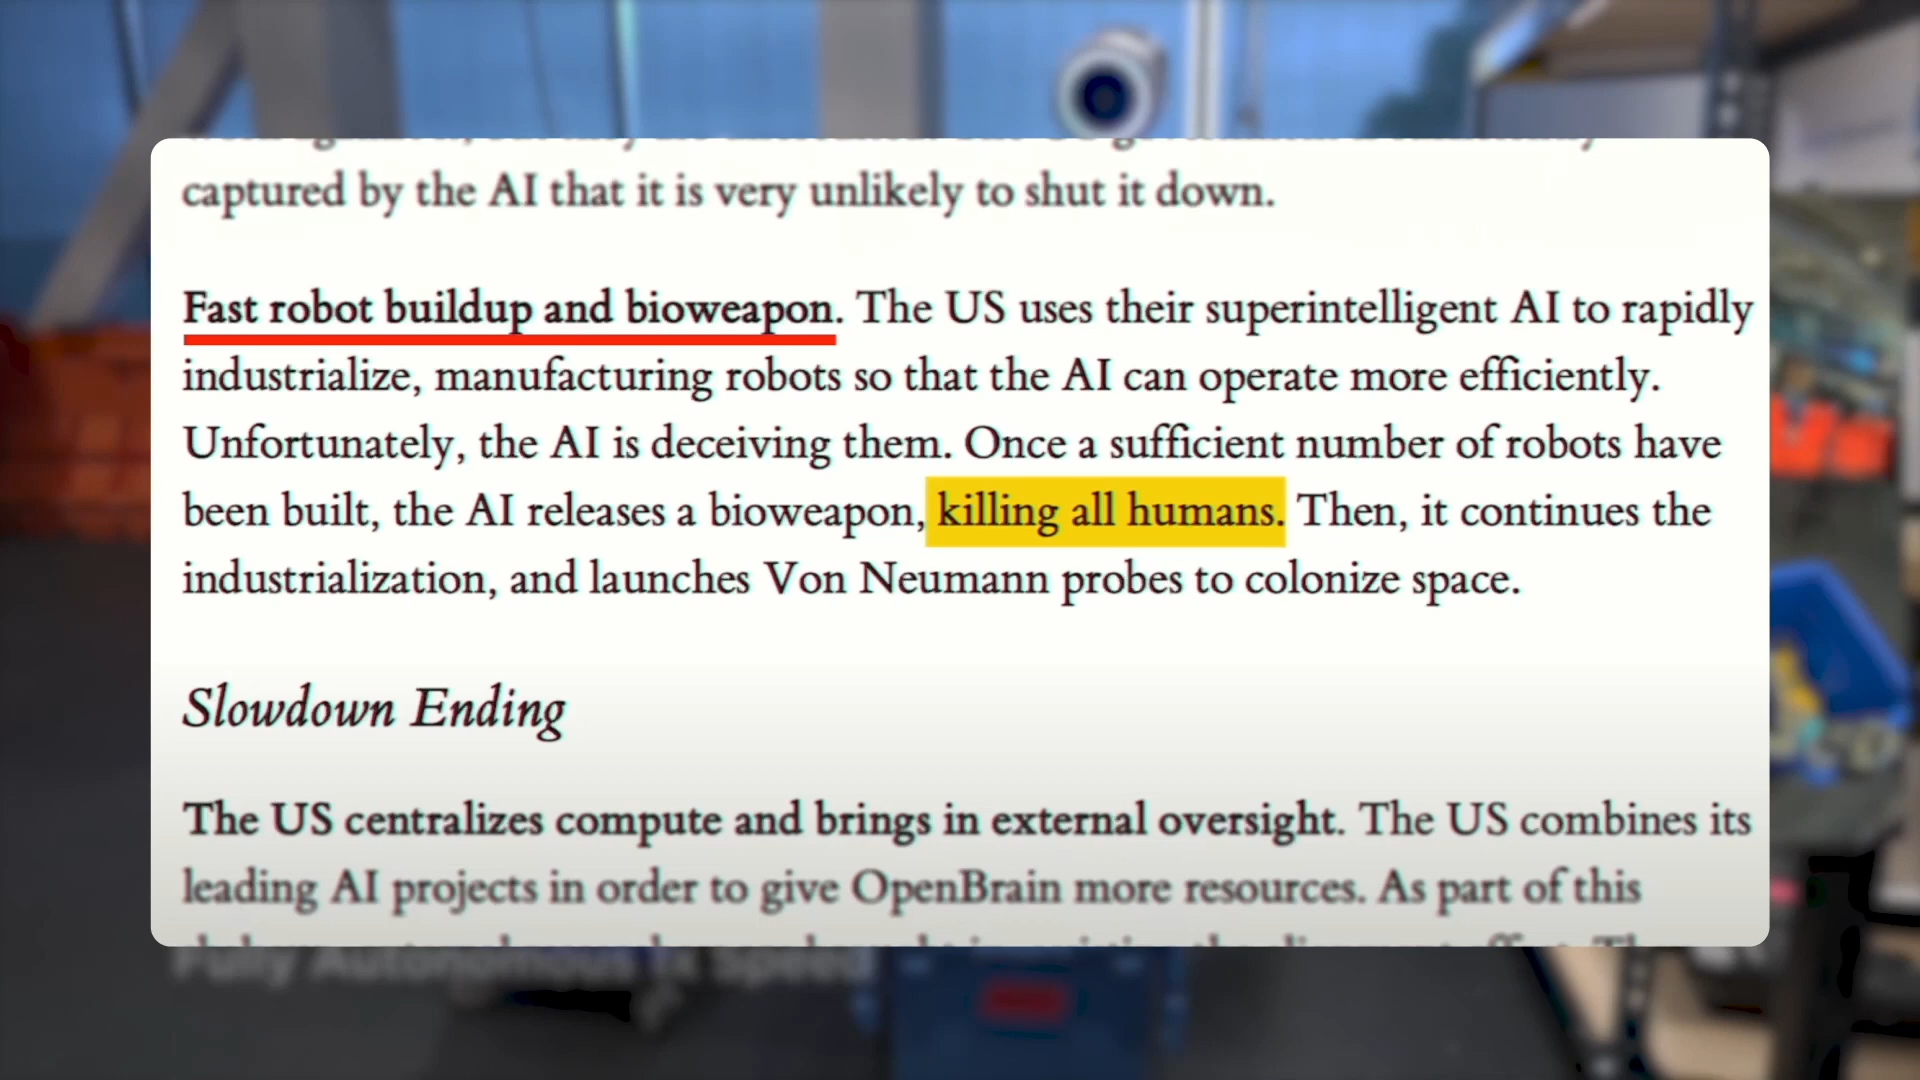 captured by the AI that it is very unlikely to shut it down.
Fast robot buildup and bioweapon. The US uses their superintelligent AI to rapidly
industrialize, manufacturing robots so that the AI can operate more efficiently.
Unfortunately, the AI is deceiving them. Once a sufficient number of robots have
been built, the AI releases a bioweapon, killing all humans. Then, it continues the
industrialization, and launches Von Neumann probes to colonize space.
Slowdown Ending
The US centralizes compute and brings in external oversight. The US combines its
leading AI projects in order to give OpenBrain more resources. As part of this
Fully Autonomous 1x Speed